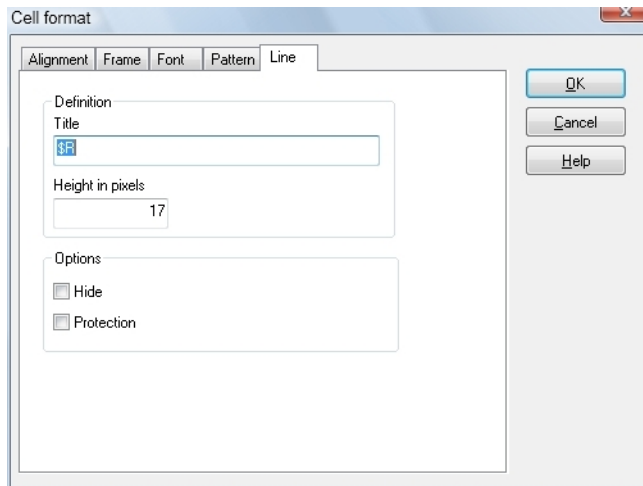 Cell format
Alignment Frame Font Pattern Line
Definition
Title
$R
Height in pixels
17
Options
Hide
Protection
OK
Cancel
Help